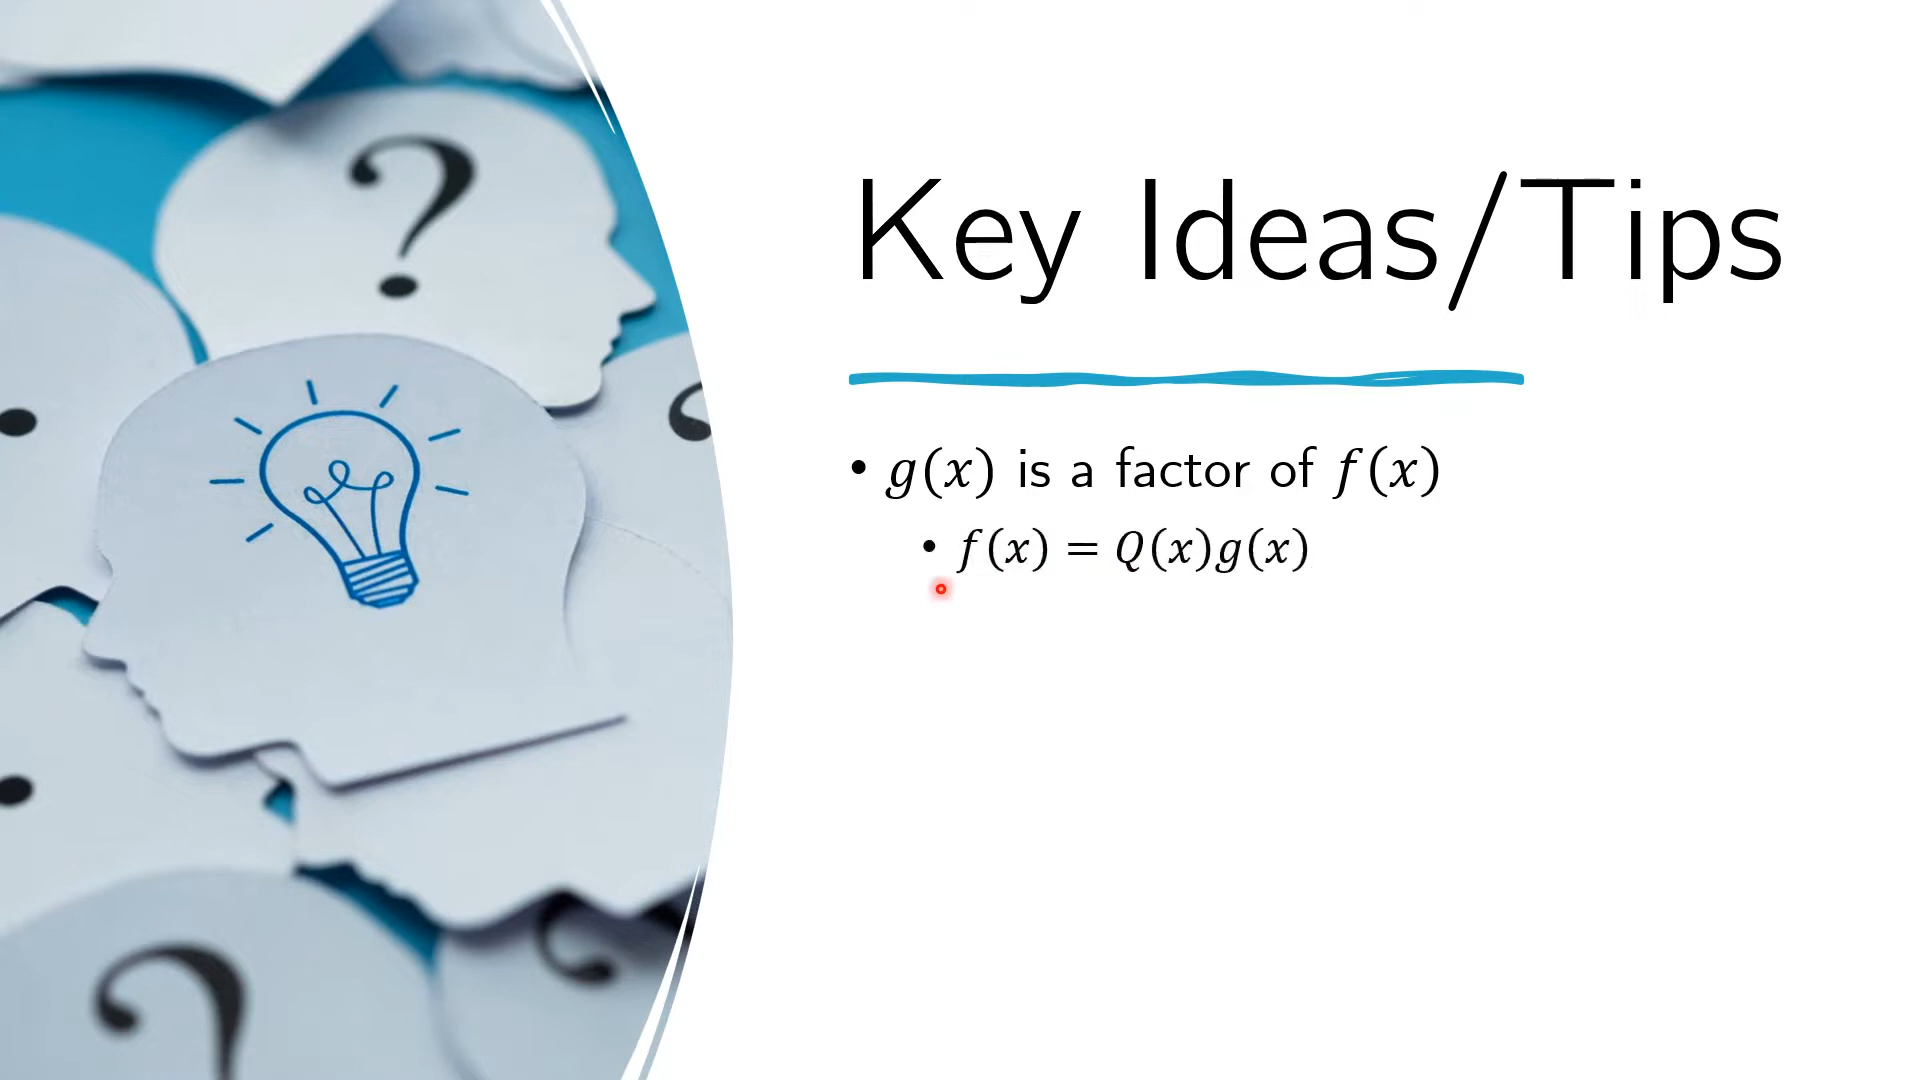 ?
Key Ideas/Tips
• g(x) is a factor of f(x)
• f(x) = Q(x)g(x)